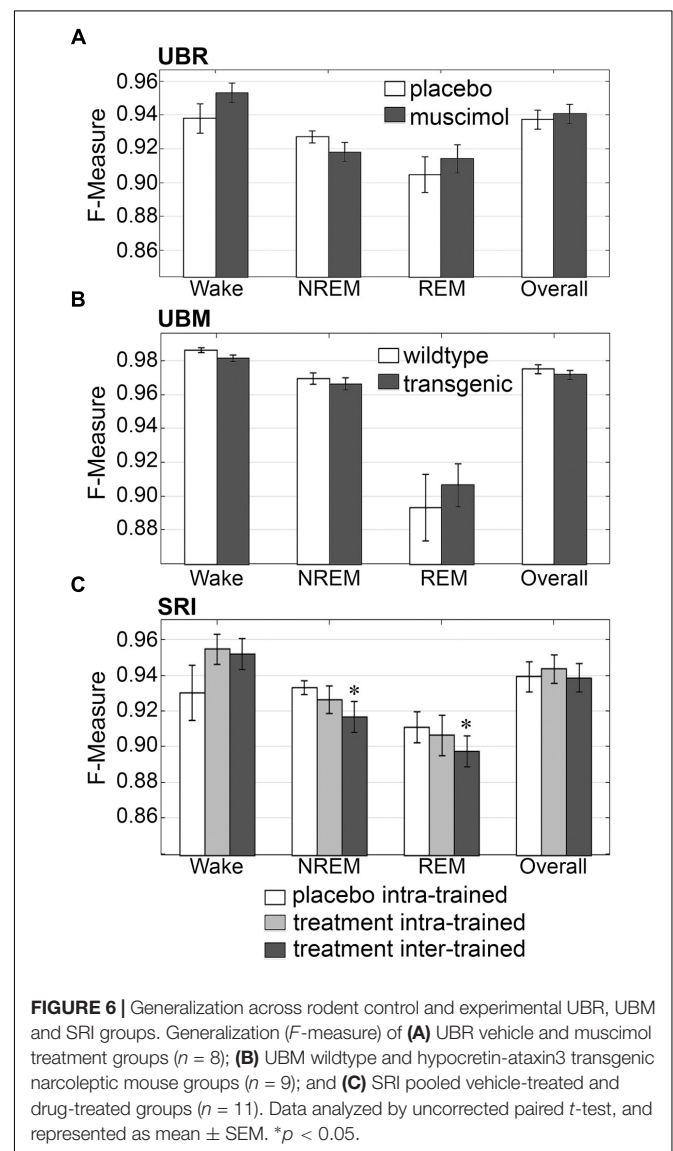 A
UBR
0.96
0.94
0.92
0.90
0.88
0.86
F-Measure
placebo
muscimol
Wake NREM REM Overall
B
UBM
0.98
0.96
0.94
0.92
0.90
0.88
F-Measure
wildtype
transgenic
Wake NREM REM Overall
C
SRI
0.96
0.94
0.92
0.90
0.88
0.86
F-Measure
* *
Wake NREM REM Overall
placebo intra-trained
treatment intra-trained
treatment inter-trained
FIGURE 6 | Generalization across rodent control and experimental UBR, UBM
and SRI groups. Generalization (F-measure) of (A) UBR vehicle and muscimol
treatment groups (n = 8); (B) UBM wildtype and hypocretin-ataxin3 transgenic
narcoleptic mouse groups (n = 9); and (C) SRI pooled vehicle-treated and
drug-treated groups (n = 11). Data analyzed by uncorrected paired t-test, and
represented as mean ± SEM. *p < 0.05.